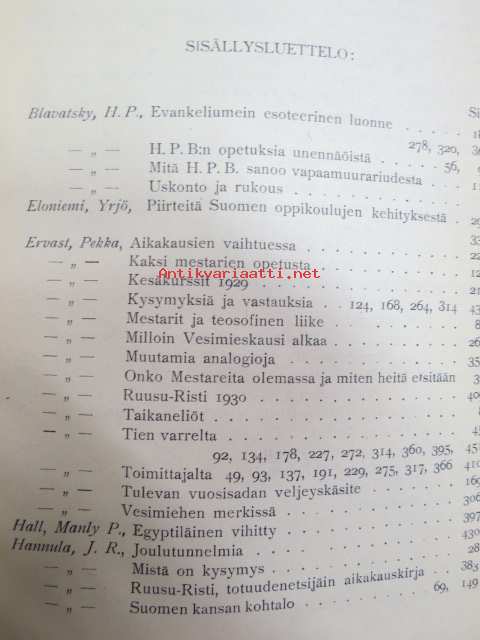 SISÄLLYSLUETTELO:
Blavatsky, H. P., Evankeliumein esoteerinen luonne
— „ — H. P. B:n opetuksia unennäöistä 278, 320,
— „ — Mitä H. P. B. sanoo vapaamuurariudesta 56,
— „ — Uskonto ja rukous
Eloniemi, Yrjö, Piirteitä Suomen oppikoulujen kehityksestä
Ervast, Pekka, Aikakausien vaihtuessa
— „ — Kaksi mestarien opetusta
Antikvariaatti.net
— „ — Kesäkurssit 1929
— „ — Kysymyksiä ja vastauksia 124, 168, 264, 314
— „ — Mestarit ja teosofinen liike
— „ — Milloin Vesimieskausi alkaa
— „ — Muutamia analogioja
— „ — Onko Mestareita olemassa ja miten heitä etsitään
— „ — Ruusu-Risti 1930
— „ — Taikaneliöt
— „ — Tien varrelta
92, 134, 178, 227, 272, 314, 360, 395,
— „ — Toimittajalta 49, 93, 137, 191, 229, 275, 317, 366
— „ — Tulevan vuosisadan veljeyskäsite
— „ — Vesimiehen merkissä
Hall, Manly P., Egyptiläinen vihitty
Hannula, J. R., Joulutunnelmia
— „ — Mistä on kysymys
— „ — Ruusu-Risti, totuudenetsijäin aikakauskirja
— „ — Suomen kansan kohtalo 69, 149